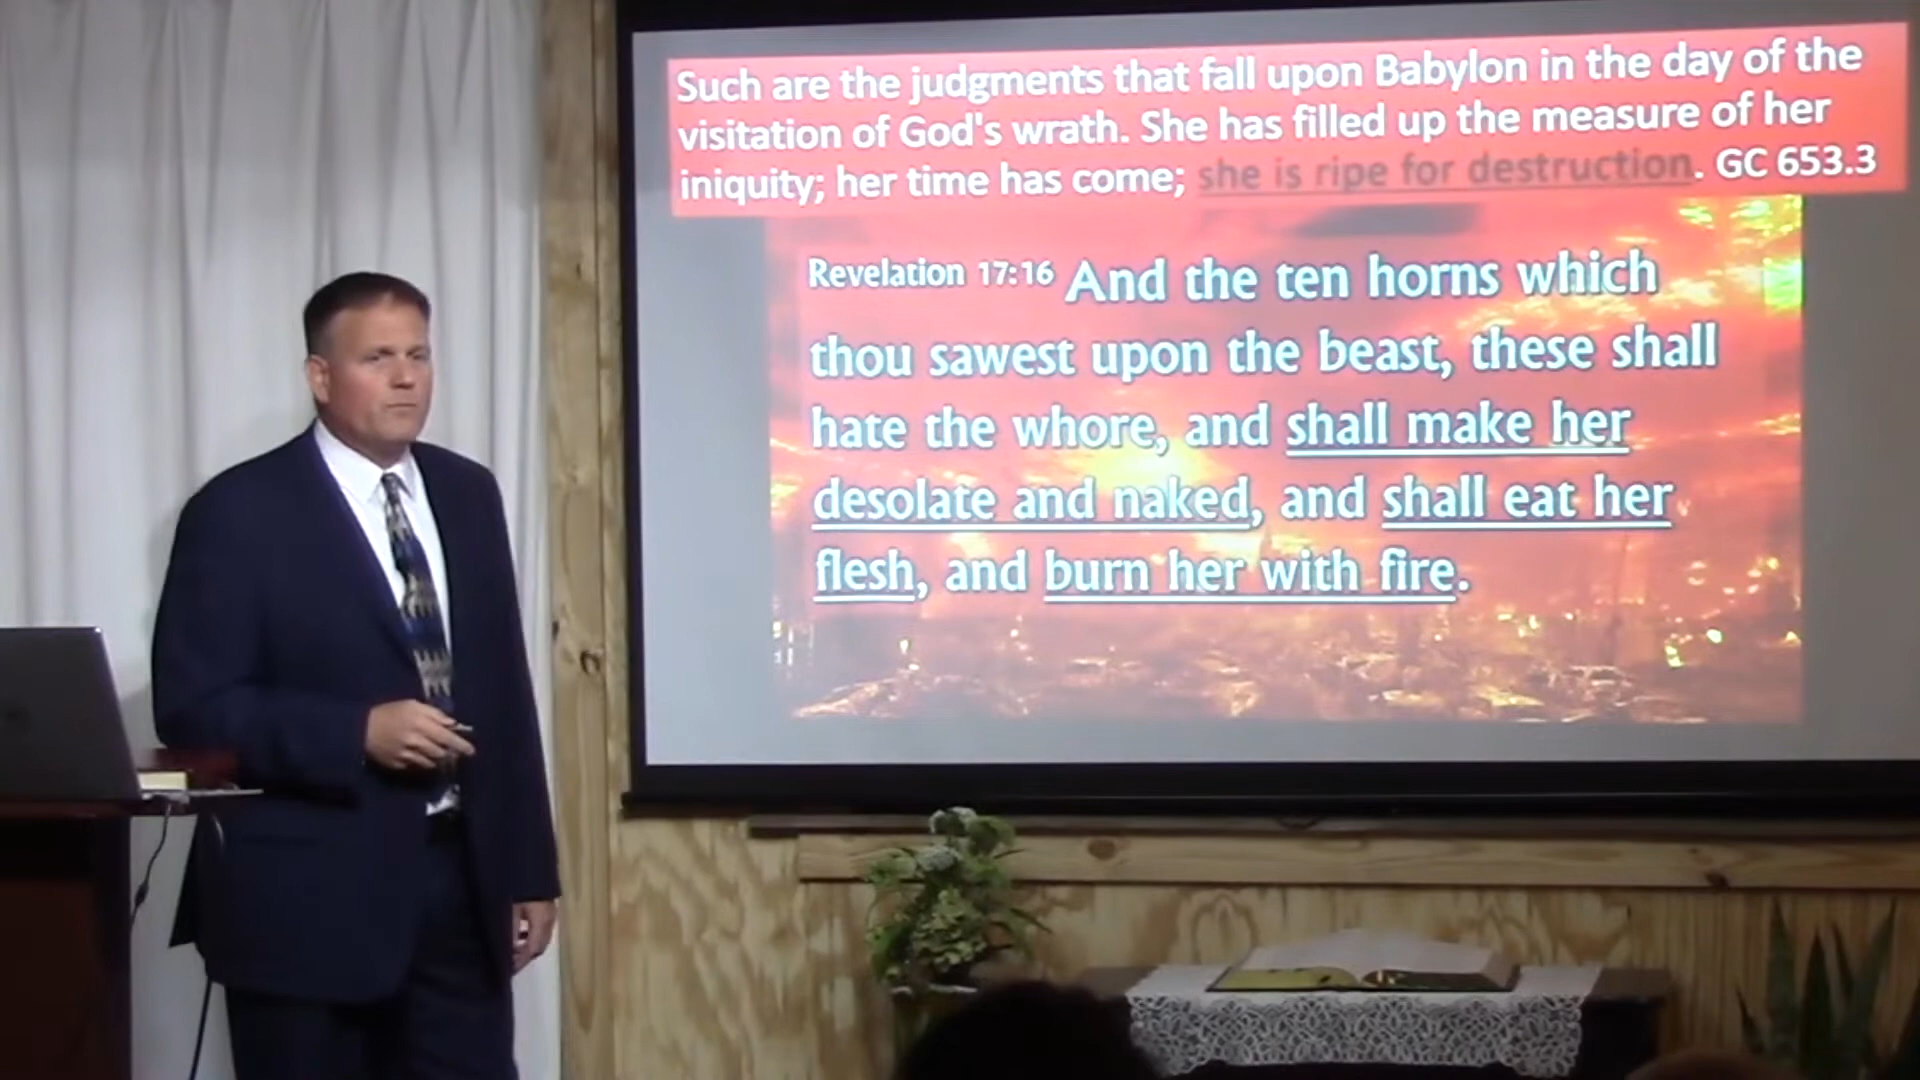 Such are the judgments that fall upon Babylon in the day of the
visitation of God's wrath. She has filled up the measure of her
iniquity; her time has come; she is ripe for destruction. GC 653.3
Revelation 17:16 And the ten horns which
thou sawest upon the beast, these shall
hate the whore, and shall make her
desolate and naked, and shall eat her
flesh, and burn her with fire.